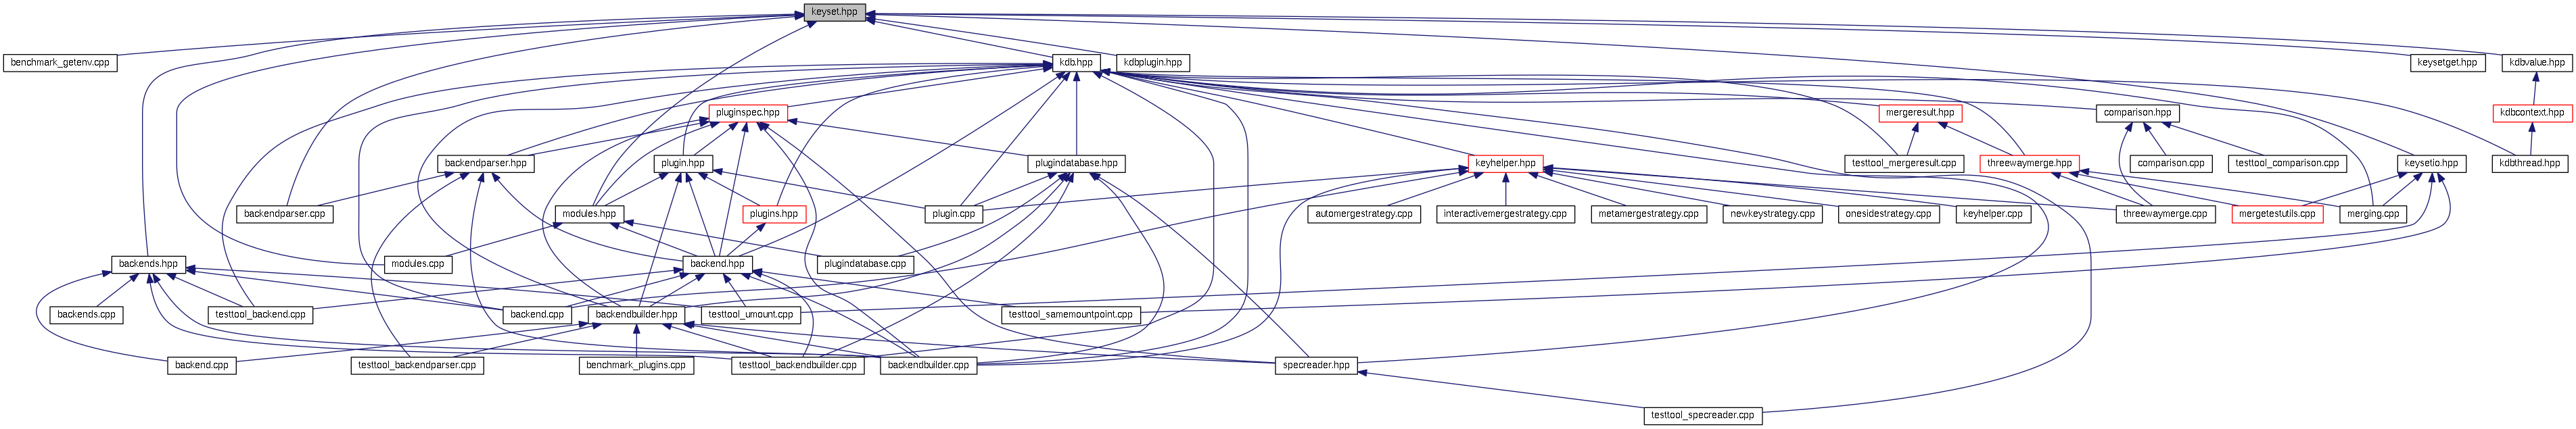 keyset.hpp
benchmark_getenv.cpp
kdb.hpp
kdbplugin.hpp
keysetget.hpp
kdbvalue.hpp
pluginspec.hpp
mergeresult.hpp
comparison.hpp
kdbcontext.hpp
backendparser.hpp
plugin.hpp
plugindatabase.hpp
keyhelper.hpp
testtool_mergeresult.cpp
threewaymerge.hpp
comparison.cpp
testtool_comparison.cpp
keysetio.hpp
kdbthread.hpp
backendparser.cpp
modules.hpp
plugins.hpp
plugin.cpp
automergestrategy.cpp
interactivemergestrategy.cpp
metamergestrategy.cpp
newkeystrategy.cpp
onesidestrategy.cpp
keyhelper.cpp
threewaymerge.cpp
mergetestutils.cpp
merging.cpp
backends.hpp
modules.cpp
backend.hpp
plugindatabase.cpp
backends.cpp
testtool_backend.cpp
backend.cpp
backendbuilder.hpp
testtool_umount.cpp
testtool_samemountpoint.cpp
backend.cpp
testtool_backendparser.cpp
benchmark_plugins.cpp
testtool_backendbuilder.cpp
backendbuilder.cpp
specreader.hpp
testtool_specreader.cpp